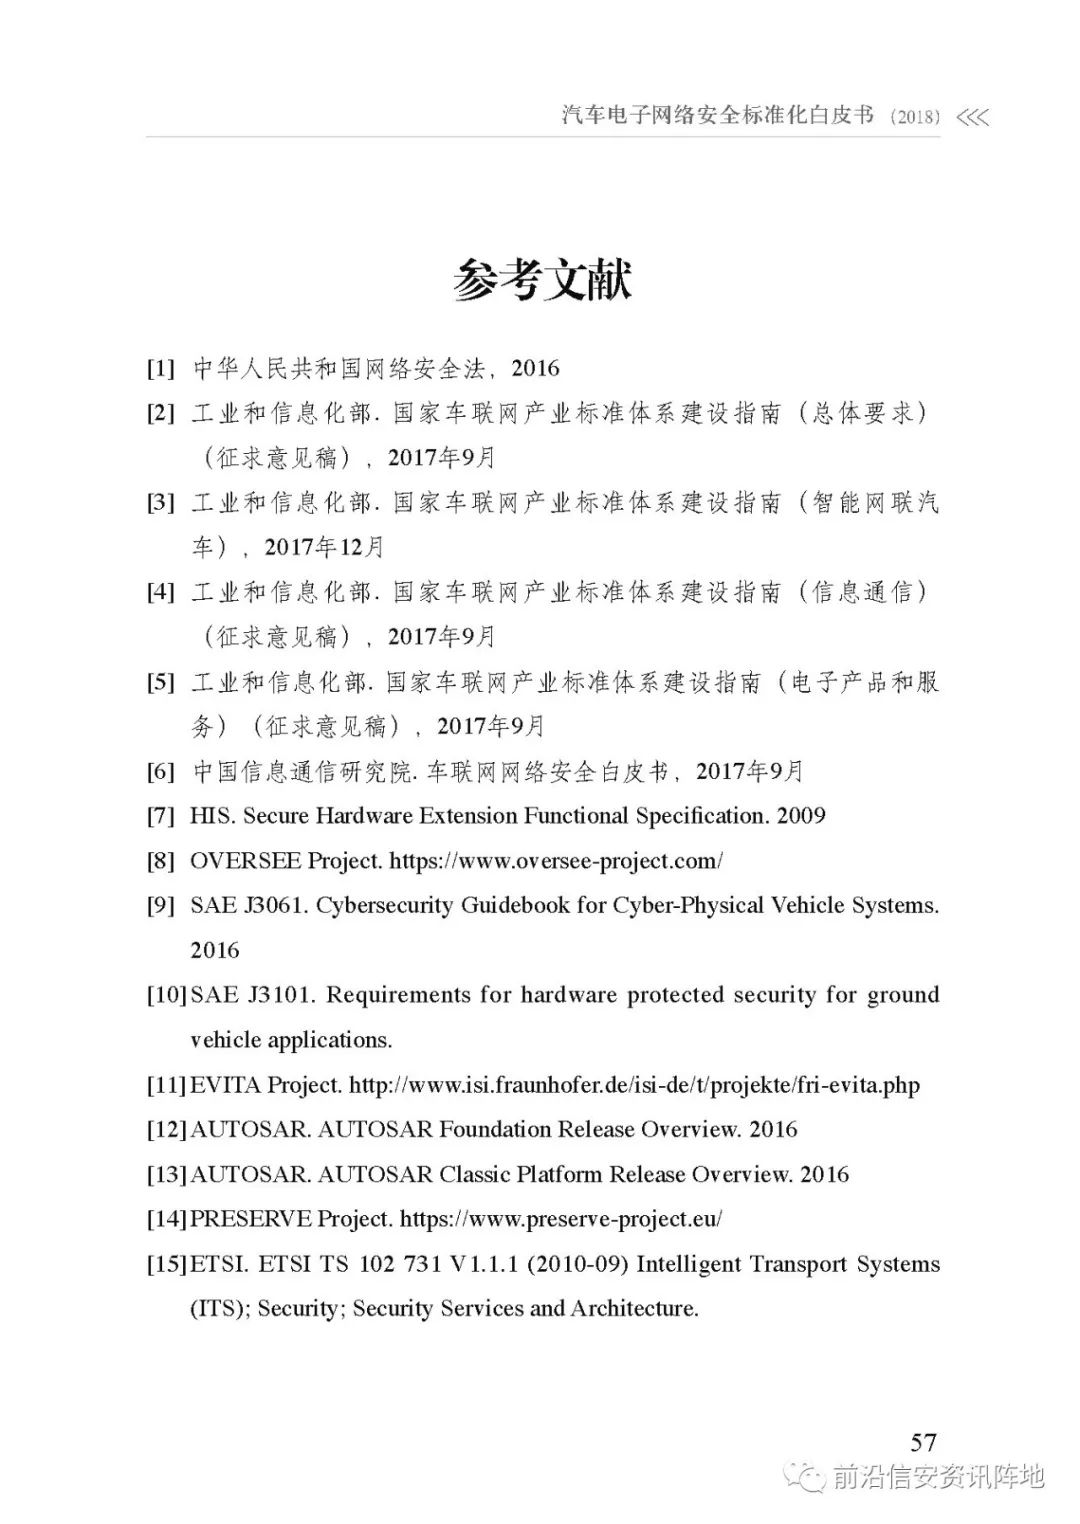 汽车电子网络安全标准化白皮书 (2018)
参考文献
[1] 中华人民共和国网络安全法，2016
[2] 工业和信息化部. 国家车联网产业标准体系建设指南（总体要求）
（征求意见稿），2017年9月
[3] 工业和信息化部. 国家车联网产业标准体系建设指南（智能网联汽
车），2017年12月
[4] 工业和信息化部. 国家车联网产业标准体系建设指南（信息通信）
（征求意见稿），2017年9月
[5] 工业和信息化部. 国家车联网产业标准体系建设指南（电子产品和服
务）（征求意见稿），2017年9月
[6] 中国信息通信研究院. 车联网网络安全白皮书，2017年9月
[7] HIS. Secure Hardware Extension Functional Specification. 2009
[8] OVERSEE Project. https://www.oversee-project.com/
[9] SAE J3061. Cybersecurity Guidebook for Cyber-Physical Vehicle Systems.
2016
[10] SAE J3101. Requirements for hardware protected security for ground
vehicle applications.
[11] EVITA Project. http://www.isi.fraunhofer.de/isi-de/t/projekte/fri-evita.php
[12] AUTOSAR. AUTOSAR Foundation Release Overview. 2016
[13] AUTOSAR. AUTOSAR Classic Platform Release Overview. 2016
[14] PRESERVE Project. https://www.preserve-project.eu/
[15] ETSI. ETSI TS 102 731 V1.1.1 (2010-09) Intelligent Transport Systems
(ITS); Security; Security Services and Architecture.
57
前沿信安资讯阵地